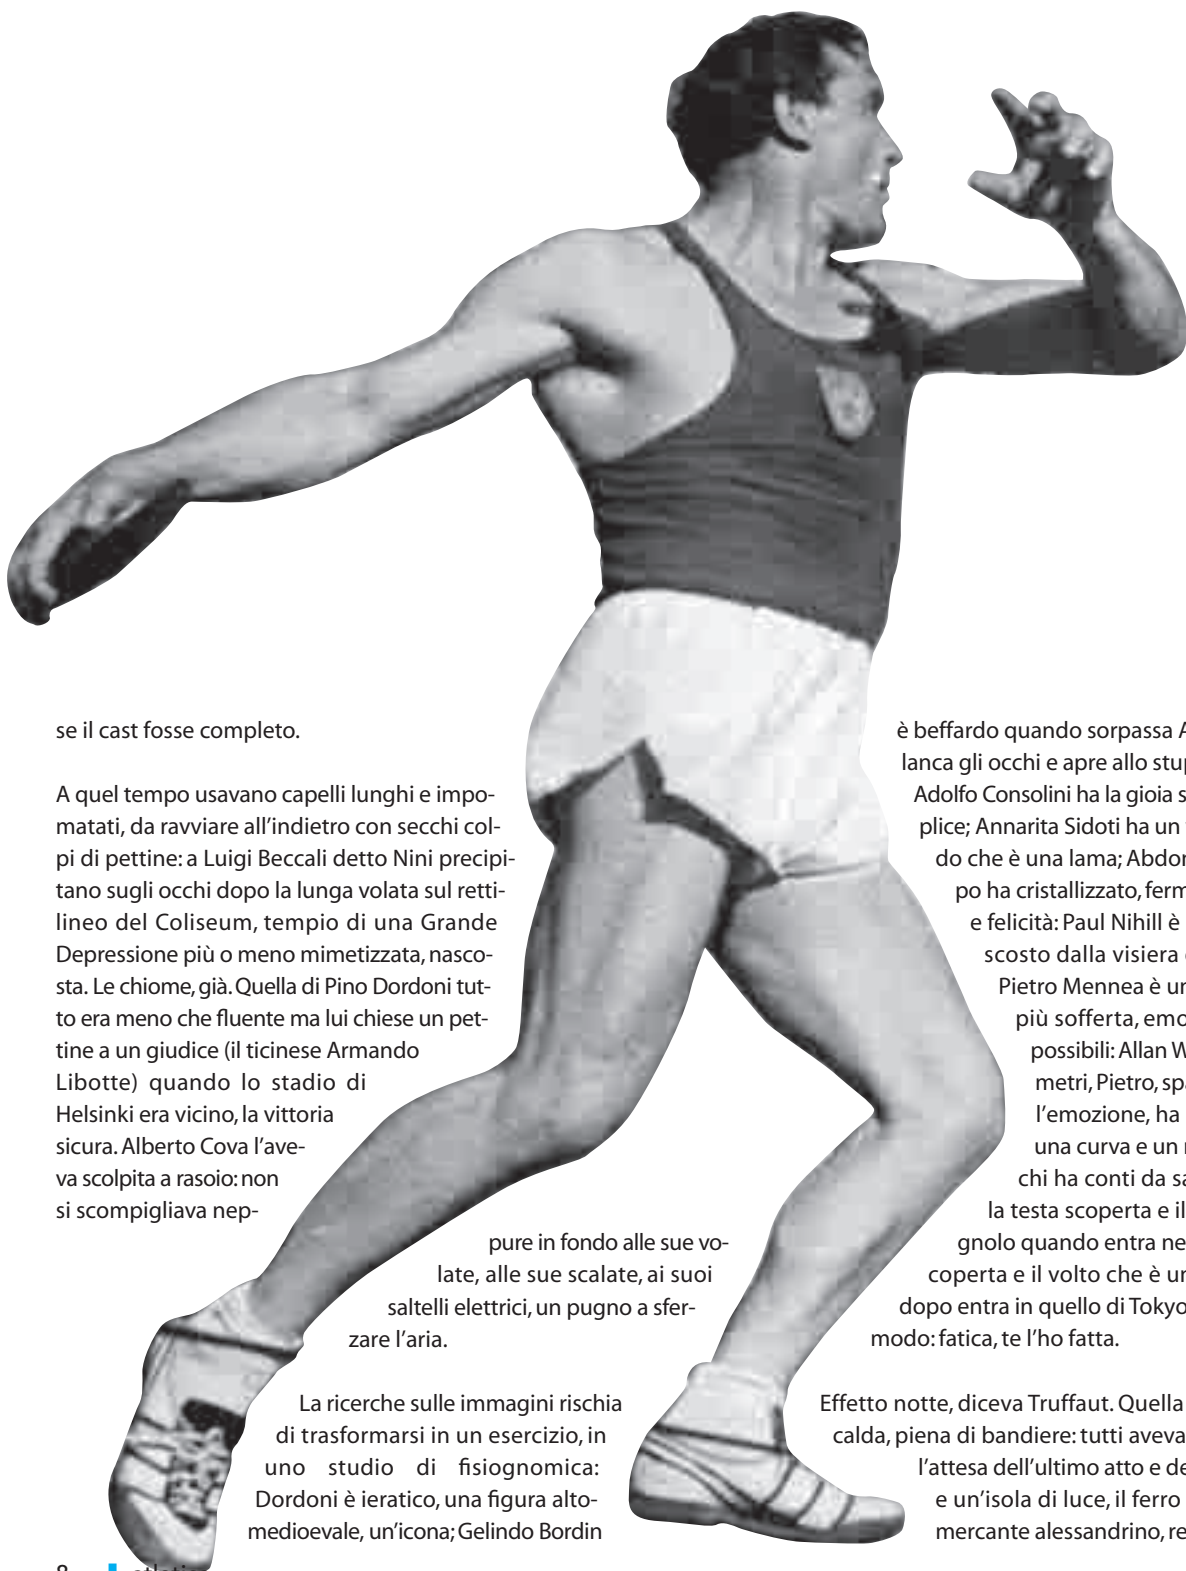 se il cast fosse completo.
A quel tempo usavano capelli lunghi e impo-
matati, da ravviare all'indietro con secchi col-
pi di pettine: a Luigi Beccali detto Nini precipi-
tano sugli occhi dopo la lunga volata sul retti-
lineo del Coliseum, tempio di una Grande
Depressione più o meno mimetizzata, nasco-
sta. Le chiome, già. Quella di Pino Dordoni tut-
to era meno che fluente ma lui chiese un pet-
tine a un giudice (il ticinese Armando
Libotte) quando lo stadio di
Helsinki era vicino, la vittoria
sicura. Alberto Cova l'ave-
va scolpita a rasoio: non
si scompigliava nep-
pure in fondo alle sue vo-
late, alle sue scalate, ai suoi
saltelli elettrici, un pugno a sfer-
zare l'aria.
La ricerche sulle immagini rischia
di trasformarsi in un esercizio, in
uno studio di fisiognomica:
Dordoni è ieratico, una figura alto-
medioevale, un'icona; Gelindo Bordin
è beffardo quando sorpassa
lanca gli occhi e apre allo
Adolfo Consolini ha la gioia
plice; Annarita Sidoti ha un
do che è una lama;
po ha cristallizzato,
e felicità: Paul Nihill è
scosto dalla visiera
Pietro Mennea è
più sofferta,
possibili: Allan
metri, Pietro,
l'emozione, ha
una curva e un
chi ha conti da
la testa scoperta e il
gnolo quando entra
coperta e il volto che è
dopo entra in quello di Tokyo
modo: fatica, te l'ho fatta.
Effetto notte, diceva Truffaut. Quella
calda, piena di bandiere: tutti
l'attesa dell'ultimo atto e
e un'isola di luce, il ferro
mercante alessandrino,